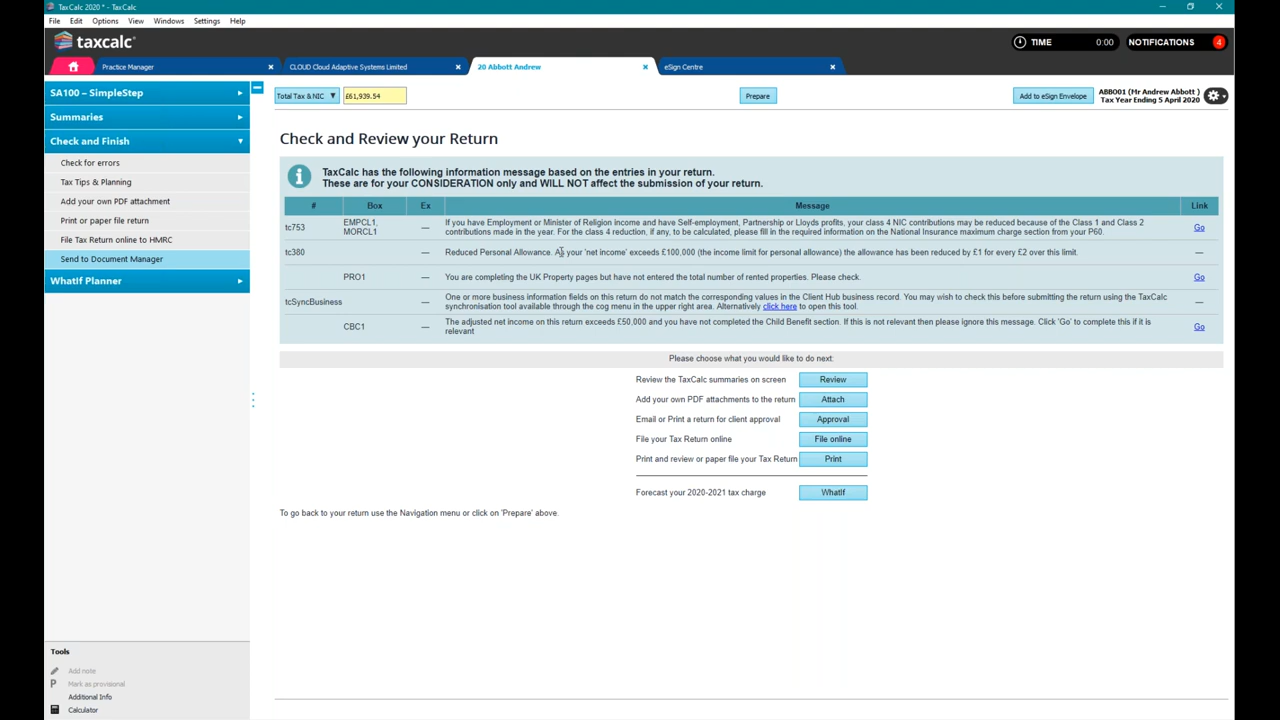 TaxCalc 2020 * - TaxCalc
File Edit Options View Windows Settings Help
taxcalc
TIME 0:00 NOTIFICATIONS 4
Practice Manager
CLOUD Cloud Adaptive Systems Limited
20 Abbott Andrew
eSign Centre
SA100 – SimpleStep
Summaries
Check and Finish
Check for errors
Tax Tips & Planning
Add your own PDF attachment
Print or paper file return
File Tax Return online to HMRC
Send to Document Manager
WhatIf Planner
Total Tax & NIC £61,939.54
Prepare
Add to eSign Envelope
ABBO01 (Mr Andrew Abbott )
Tax Year Ending 5 April 2020
Check and Review your Return
TaxCalc has the following information message based on the entries in your return.
These are for your CONSIDERATION only and WILL NOT affect the submission of your return.
# Box Ex Message Link
tc753 EMPCL1, MORCL1 — If you have Employment or Minister of Religion income and have Self-employment, Partnership or Lloyds profits, your class 4 NIC contributions may be reduced because of the Class 1 and Class 2
contributions made in the year. For the class 4 reduction, if any, to be calculated, please fill in the required information on the National Insurance maximum charge section from your P60. Go
tc380 — Reduced Personal Allowance. As your 'net income' exceeds £100,000 (the income limit for personal allowance) the allowance has been reduced by £1 for every £2 over this limit. —
PRO1 — You are completing the UK Property pages but have not entered the total number of rented properties. Please check. Go
tcSyncBusiness — One or more business information fields on this return do not match the corresponding values in the Client Hub business record. You may wish to check this before submitting the return using the TaxCalc
synchronisation tool available through the cog menu in the upper right area. Alternatively click here to open this tool. —
CBC1 — The adjusted net income on this return exceeds £50,000 and you have not completed the Child Benefit section. If this is not relevant then please ignore this message. Click 'Go' to complete this if it is
relevant Go
Please choose what you would like to do next:
Review the TaxCalc summaries on screen Review
Add your own PDF attachments to the return Attach
Email or Print a return for client approval Approval
File your Tax Return online File online
Print and review or paper file your Tax Return Print
Forecast your 2020-2021 tax charge WhatIf
To go back to your return use the Navigation menu or click on 'Prepare' above.
Tools
Add note
P Mark as provisional
Additional Info
Calculator